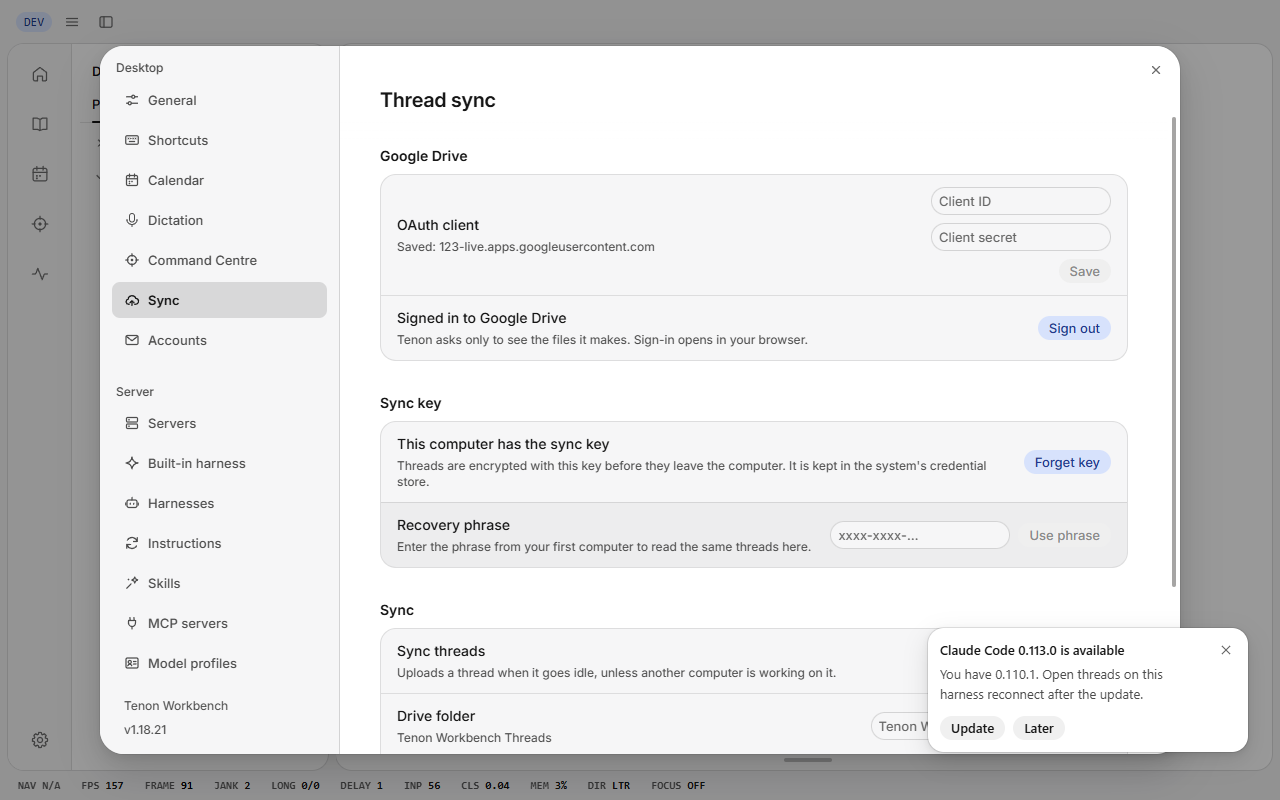 DEV
Desktop
General
Shortcuts
Calendar
Dictation
Command Centre
Sync
Accounts
Server
Servers
Built-in harness
Harnesses
Instructions
Skills
MCP servers
Model profiles
Tenon Workbench
v1.18.21
Thread sync
Google Drive
OAuth client
Saved: 123-live.apps.googleusercontent.com
Client ID
Client secret
Save
Signed in to Google Drive
Tenon asks only to see the files it makes. Sign-in opens in your browser.
Sign out
Sync key
This computer has the sync key
Threads are encrypted with this key before they leave the computer. It is kept in the system's credential
store.
Forget key
Recovery phrase
Enter the phrase from your first computer to read the same threads here.
xxxx-xxxx-...
Use phrase
Sync
Sync threads
Uploads a thread when it goes idle, unless another computer is working on it.
Drive folder
Tenon Workbench Threads
Tenon
Claude Code 0.113.0 is available
You have 0.110.1. Open threads on this
harness reconnect after the update.
Update
Later
NAV N/A FPS 157 FRAME 91 JANK 2 LONG 0/0 DELAY 1 INP 56 CLS 0.04 MEM 3% DIR LTR FOCUS OFF